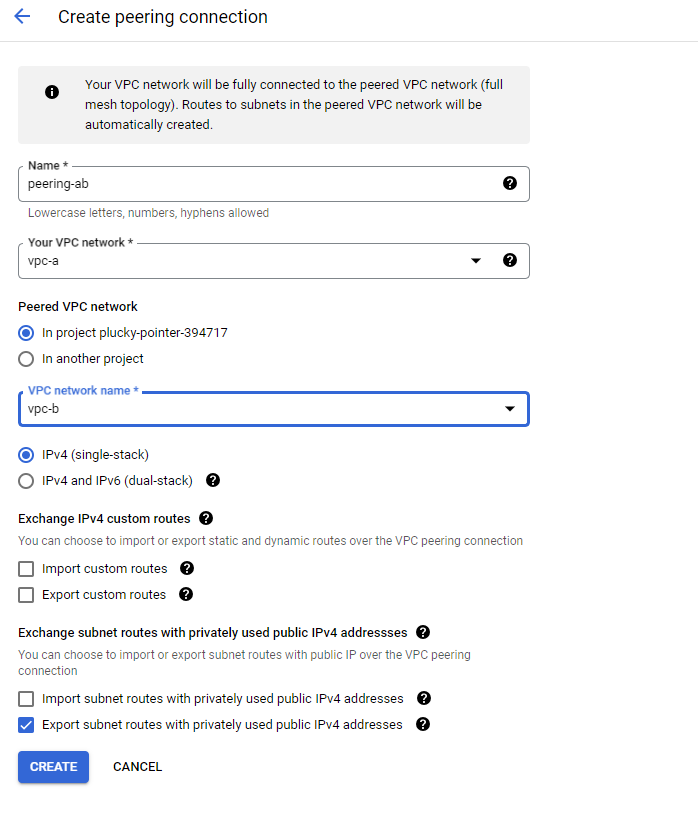 Create peering connection
Your VPC network will be fully connected to the peered VPC network (full
mesh topology). Routes to subnets in the peered VPC network will be
automatically created.
Name *
peering-ab
Lowercase letters, numbers, hyphens allowed
Your VPC network *
vpc-a
Peered VPC network
In project plucky-pointer-394717
In another project
VPC network name *
vpc-b
IPv4 (single-stack)
IPv4 and IPv6 (dual-stack)
Exchange IPv4 custom routes
You can choose to import or export static and dynamic routes over the VPC peering connection
Import custom routes
Export custom routes
Exchange subnet routes with privately used public IPv4 addressses
You can choose to import or export subnet routes with public IP over the VPC peering
connection
Import subnet routes with privately used public IPv4 addresses
Export subnet routes with privately used public IPv4 addresses
CREATE CANCEL